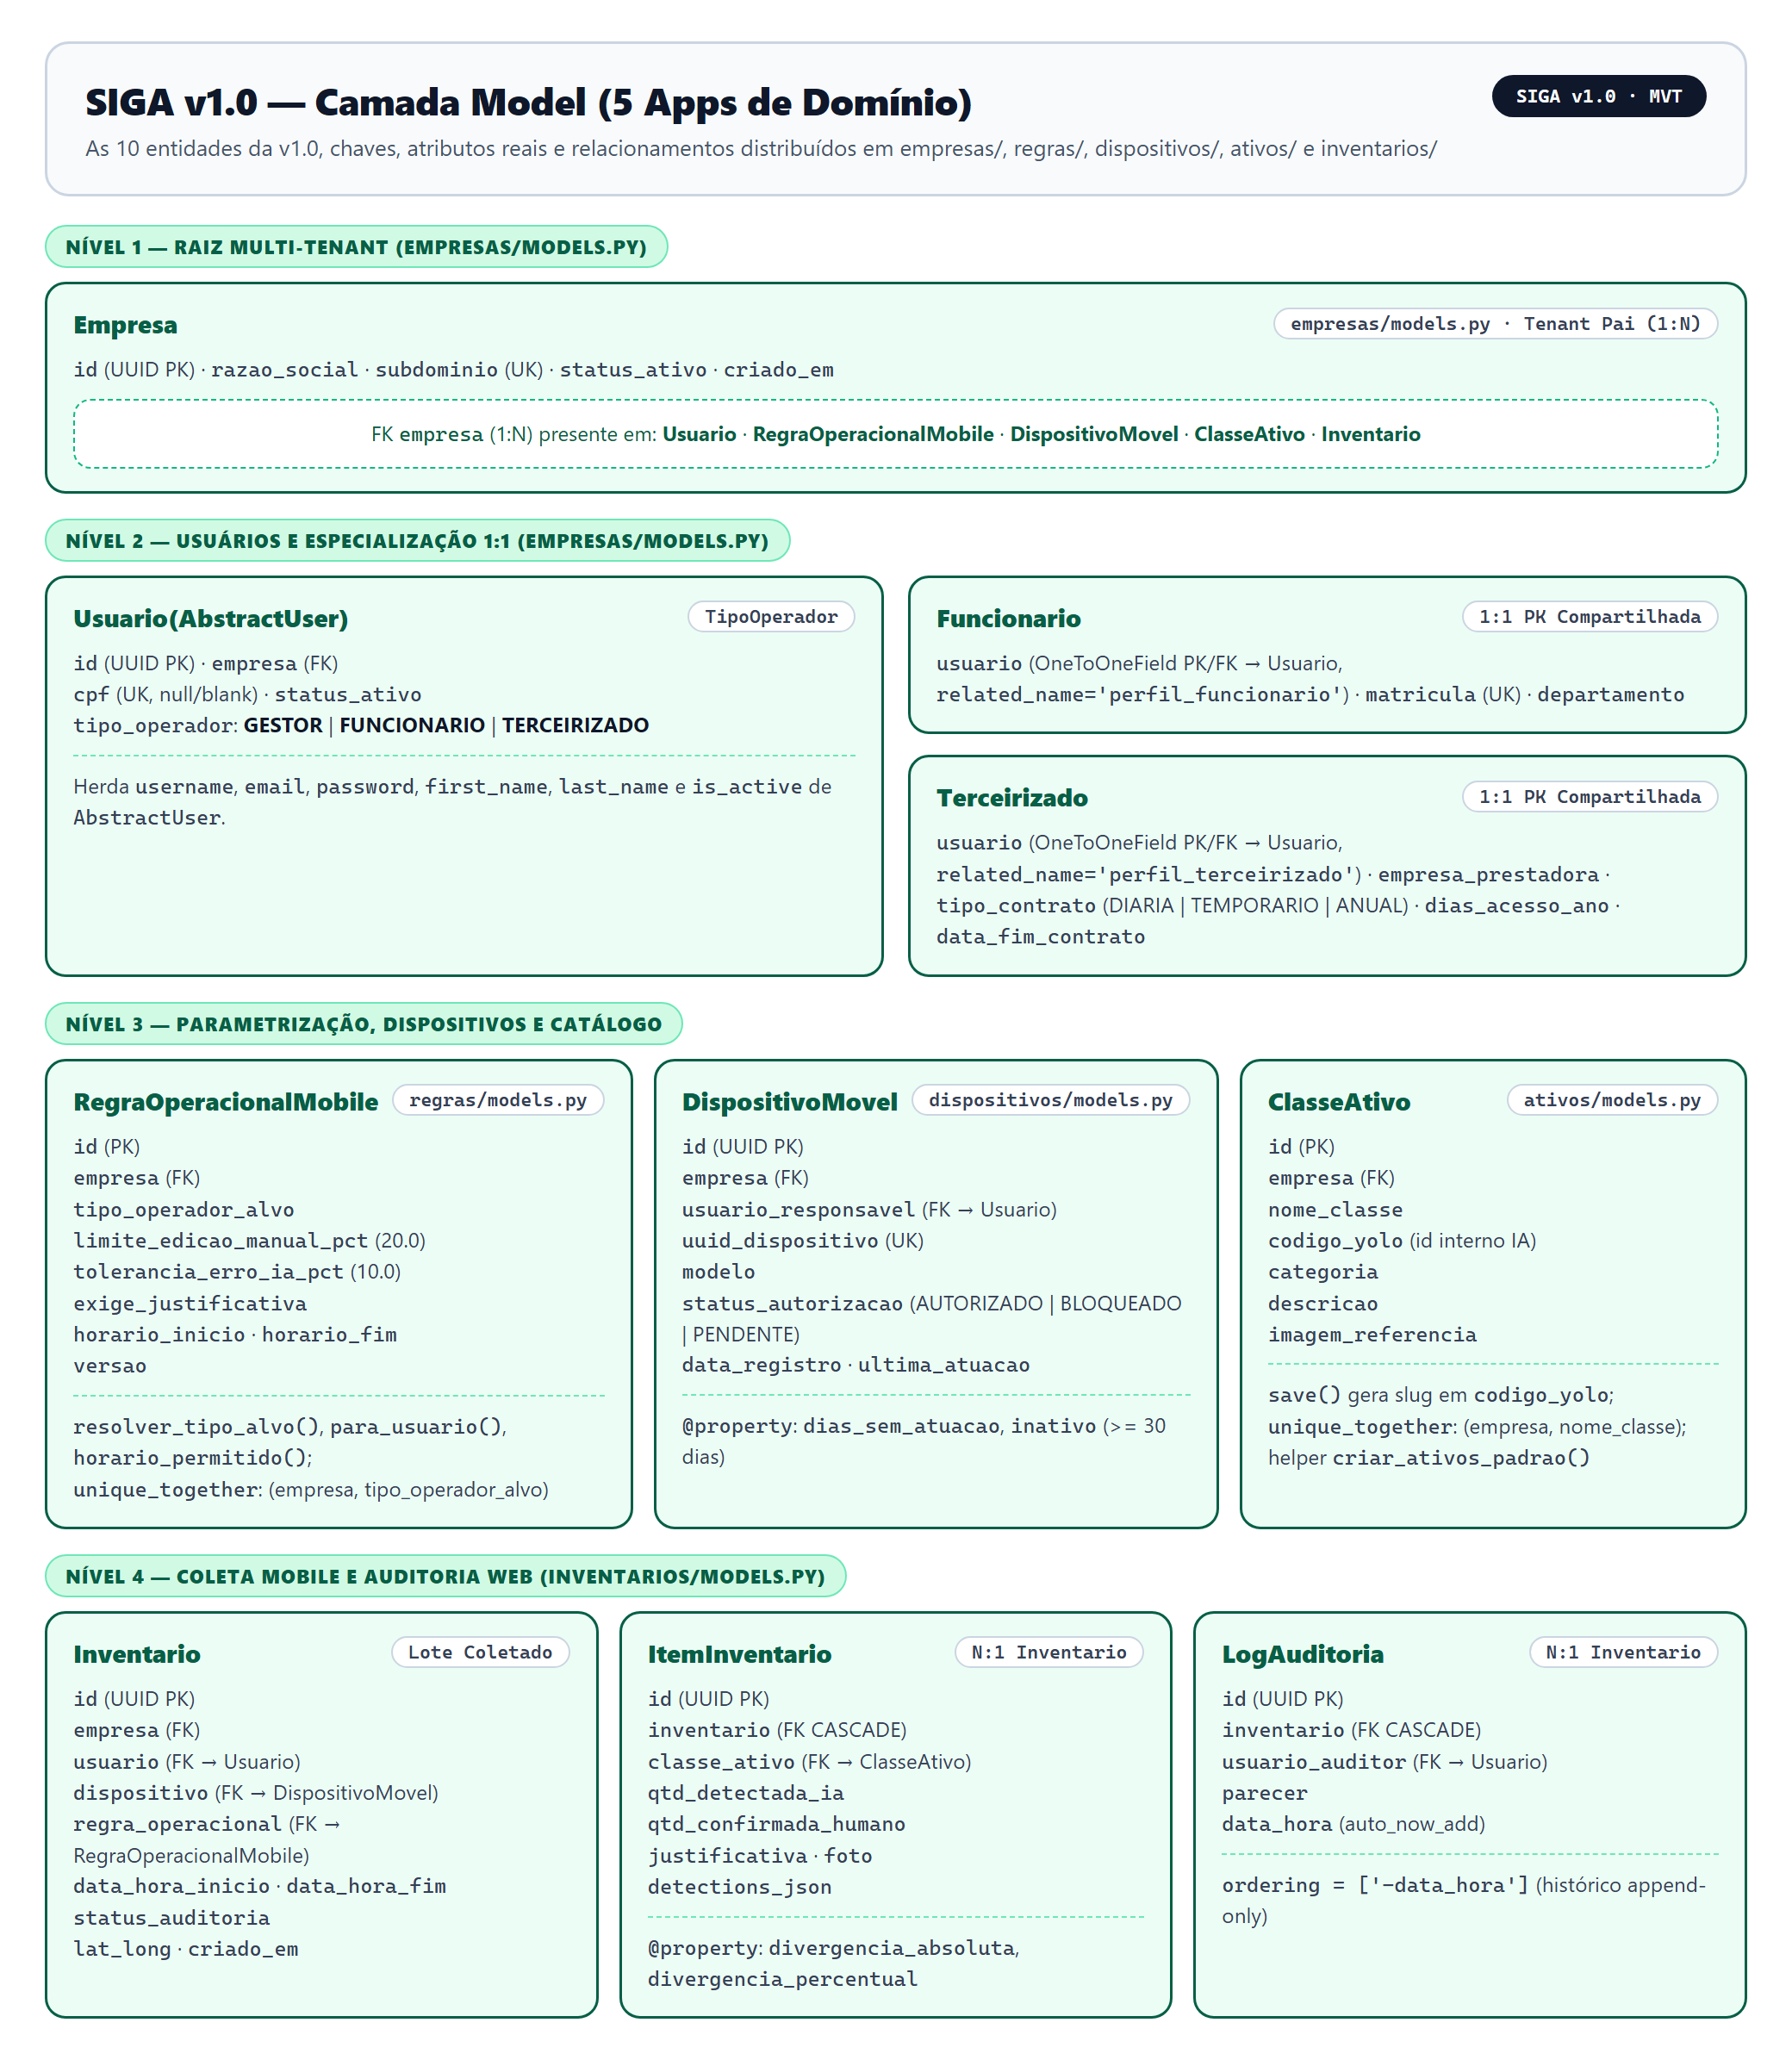 SIGA v1.0 — Camada Model (5 Apps de Domínio)
SIGA v1.0 · MVT
As 10 entidades da v1.0, chaves, atributos reais e relacionamentos distribuídos em empresas/, regras/, dispositivos/, ativos/ e inventarios/
NÍVEL 1 — RAIZ MULTI-TENANT (EMPRESAS/MODELS.PY)
Empresa
empresas/models.py · Tenant Pai (1:N)
id (UUID PK) · razao_social · subdominio (UK) · status_ativo · criado_em
FK empresa (1:N) presente em: Usuario · RegraOperacionalMobile · DispositivoMovel · ClasseAtivo · Inventario
NÍVEL 2 — USUÁRIOS E ESPECIALIZAÇÃO 1:1 (EMPRESAS/MODELS.PY)
Usuario(AbstractUser)
TipoOperador
id (UUID PK) · empresa (FK)
cpf (UK, null/blank) · status_ativo
tipo_operador: GESTOR | FUNCIONARIO | TERCEIRIZADO
Herda username, email, password, first_name, last_name e is_active de
AbstractUser.
Funcionario
1:1 PK Compartilhada
usuario (OneToOneField PK/FK → Usuario,
related_name='perfil_funcionario') · matricula (UK) · departamento
Terceirizado
1:1 PK Compartilhada
usuario (OneToOneField PK/FK → Usuario,
related_name='perfil_terceirizado') · empresa_prestadora ·
tipo_contrato (DIARIA | TEMPORARIO | ANUAL) · dias_acesso_ano ·
data_fim_contrato
NÍVEL 3 — PARAMETRIZAÇÃO, DISPOSITIVOS E CATÁLOGO
RegraOperacionalMobile
regras/models.py
id (PK)
empresa (FK)
tipo_operador_alvo
limite_edicao_manual_pct (20.0)
tolerancia_erro_ia_pct (10.0)
exige_justificativa
horario_inicio · horario_fim
versao
resolver_tipo_alvo(), para_usuario(),
horario_permitido();
unique_together: (empresa, tipo_operador_alvo)
DispositivoMovel
dispositivos/models.py
id (UUID PK)
empresa (FK)
usuario_responsavel (FK → Usuario)
uuid_dispositivo (UK)
modelo
status_autorizacao (AUTORIZADO | BLOQUEADO
| PENDENTE)
data_registro · ultima_atuacao
@property: dias_sem_atuacao, inativo (>= 30
dias)
ClasseAtivo
ativos/models.py
id (PK)
empresa (FK)
nome_classe
codigo_yolo (id interno IA)
categoria
descricao
imagem_referencia
save() gera slug em codigo_yolo;
unique_together: (empresa, nome_classe);
helper criar_ativos_padrao()
NÍVEL 4 — COLETA MOBILE E AUDITORIA WEB (INVENTARIOS/MODELS.PY)
Inventario
Lote Coletado
id (UUID PK)
empresa (FK)
usuario (FK → Usuario)
dispositivo (FK → DispositivoMovel)
regra_operacional (FK →
RegraOperacionalMobile)
data_hora_inicio · data_hora_fim
status_auditoria
lat_long · criado_em
ItemInventario
N:1 Inventario
id (UUID PK)
inventario (FK CASCADE)
classe_ativo (FK → ClasseAtivo)
qtd_detectada_ia
qtd_confirmada_humano
justificativa · foto
detections_json
@property: divergencia_absoluta,
divergencia_percentual
LogAuditoria
N:1 Inventario
id (UUID PK)
inventario (FK CASCADE)
usuario_auditor (FK → Usuario)
parecer
data_hora (auto_now_add)
ordering = ['-data_hora'] (histórico append-
only)